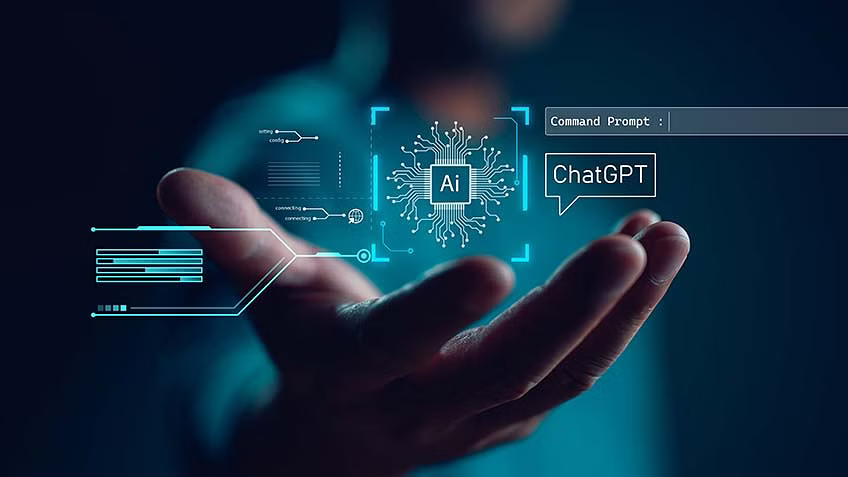 Command Prompt :
setting
config
Ai
ChatGPT
connecting
connecting